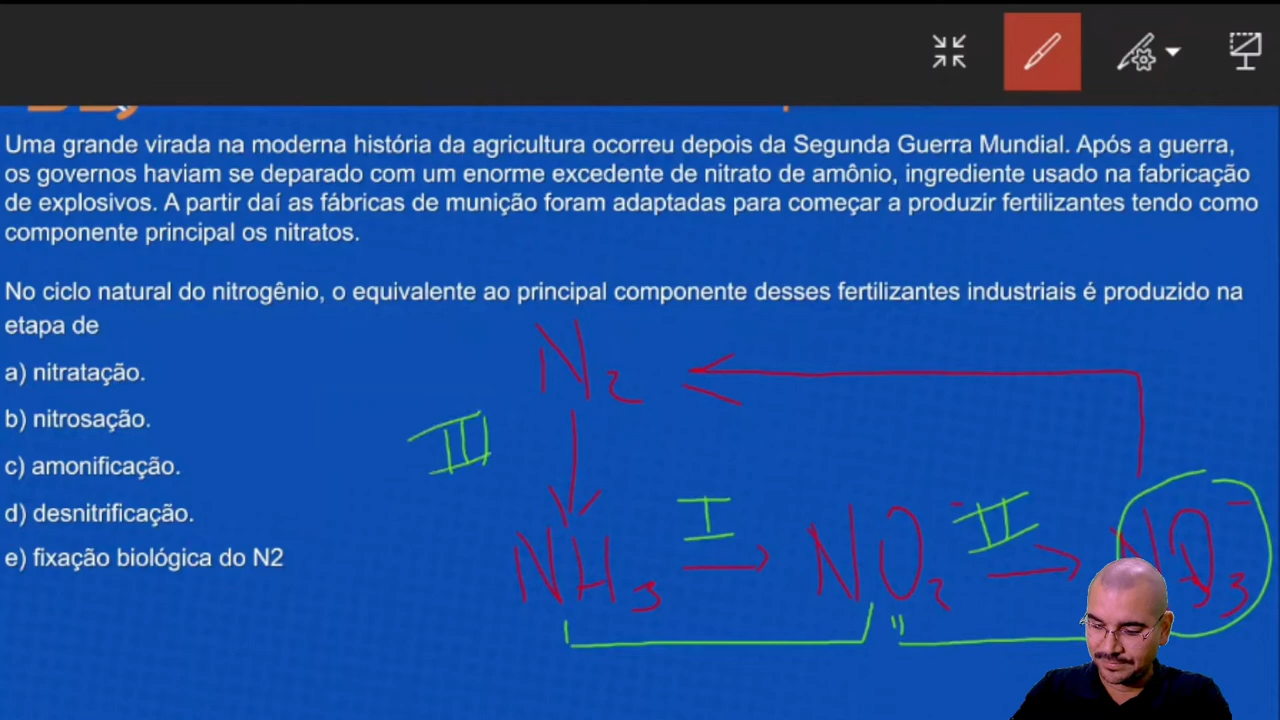 Uma grande virada na moderna história da agricultura ocorreu depois da Segunda Guerra Mundial. Após a guerra,
os governos haviam se deparado com um enorme excedente de nitrato de amônio, ingrediente usado na fabricação
de explosivos. A partir daí as fábricas de munição foram adaptadas para começar a produzir fertilizantes tendo como
componente principal os nitratos.
No ciclo natural do nitrogênio, o equivalente ao principal componente desses fertilizantes industriais é produzido na
etapa de
a) nitratação.
b) nitrosação.
c) amonificação.
d) desnitrificação.
e) fixação biológica do N2
N2
III
I
II
NH3
NO2-
NO3-